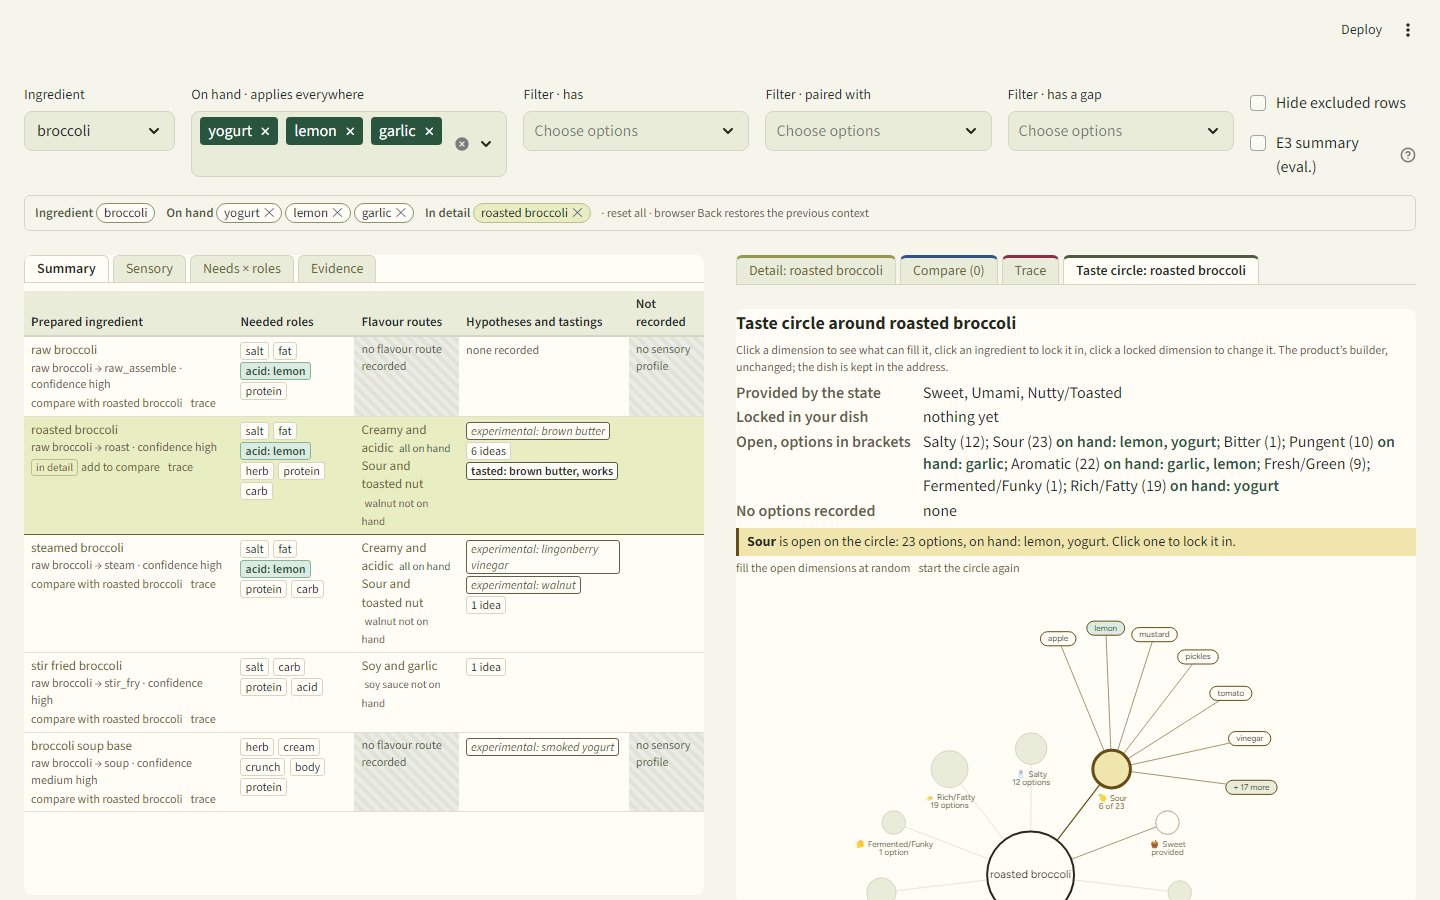 Deploy
Ingredient
On hand · applies everywhere
Filter · has
Filter · paired with
Filter · has a gap
broccoli
yogurt ×
lemon ×
garlic ×
Choose options
Choose options
Choose options
Hide excluded rows
E3 summary
(eval.)
Ingredient broccoli On hand yogurt × lemon × garlic × In detail roasted broccoli × · reset all · browser Back restores the previous context
Summary
Sensory
Needs × roles
Evidence
Prepared ingredient
Needed roles
Flavour routes
Hypotheses and tastings
Not
recorded
raw broccoli
raw broccoli → raw_assemble ·
confidence high
compare with roasted broccoli trace
salt fat
acid: lemon
protein
no flavour route
recorded
none recorded
no sensory
profile
roasted broccoli
raw broccoli → roast · confidence high
in detail add to compare trace
salt fat
acid: lemon
herb protein
carb
Creamy and
acidic all on hand
Sour and
toasted nut
walnut not on
hand
experimental: brown butter
6 ideas
tasted: brown butter, works
steamed broccoli
raw broccoli → steam · confidence high
compare with roasted broccoli trace
salt fat
acid: lemon
protein carb
Creamy and
acidic all on hand
Sour and
toasted nut
walnut not on
hand
experimental: lingonberry
vinegar
experimental: walnut
1 idea
stir fried broccoli
raw broccoli → stir_fry · confidence
high
compare with roasted broccoli trace
salt carb
protein acid
Soy and garlic
soy sauce not on
hand
1 idea
broccoli soup base
raw broccoli → soup · confidence
medium high
compare with roasted broccoli trace
herb cream
crunch body
protein
no flavour route
recorded
experimental: smoked yogurt
no sensory
profile
Detail: roasted broccoli
Compare (0)
Trace
Taste circle: roasted broccoli
Taste circle around roasted broccoli
Click a dimension to see what can fill it, click an ingredient to lock it in, click a locked dimension to change it. The product's builder,
unchanged; the dish is kept in the address.
Provided by the state Sweet, Umami, Nutty/Toasted
Locked in your dish nothing yet
Open, options in brackets Salty (12); Sour (23) on hand: lemon, yogurt; Bitter (1); Pungent (10) on
hand: garlic; Aromatic (22) on hand: garlic, lemon; Fresh/Green (9);
Fermented/Funky (1); Rich/Fatty (19) on hand: yogurt
No options recorded none
Sour is open on the circle: 23 options, on hand: lemon, yogurt. Click one to lock it in.
fill the open dimensions at random start the circle again
apple
lemon
mustard
pickles
tomato
vinegar
+ 17 more
Salty
12 options
Rich/Fatty
19 options
Sour
6 of 23
Fermented/Funky
1 option
Sweet
provided
roasted broccoli